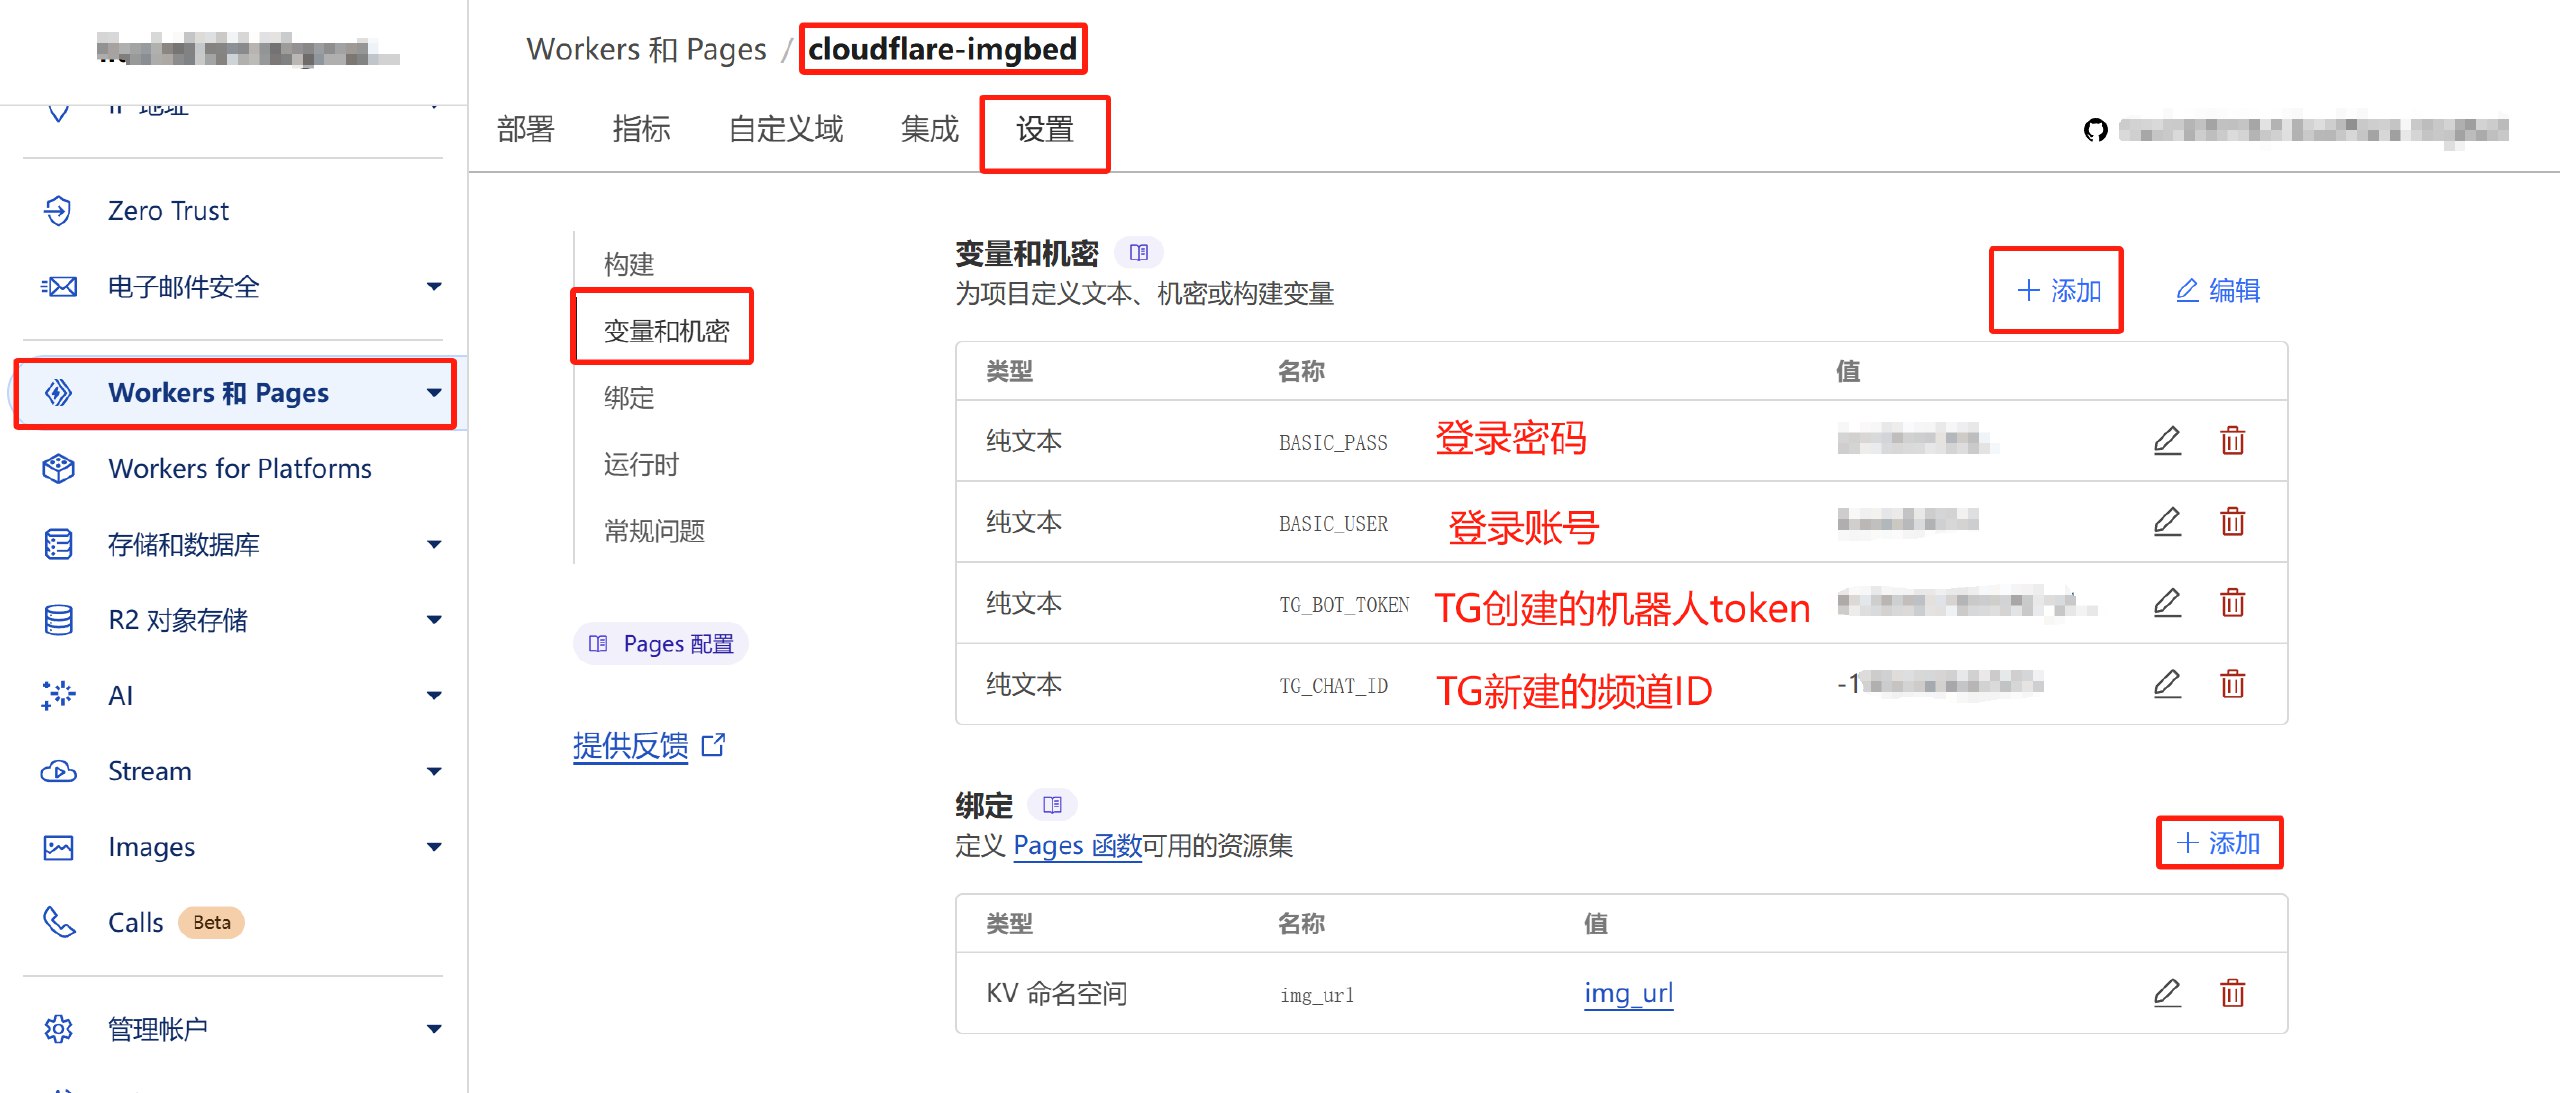 Workers 和 Pages / cloudflare-imgbed
部署 指标 自定义域 集成 设置
IP 地址
Zero Trust
电子邮件安全
Workers 和 Pages
Workers for Platforms
存储和数据库
R2 对象存储
AI
Stream
Images
Calls Beta
管理帐户
构建
变量和机密
绑定
运行时
常规问题
Pages 配置
提供反馈
变量和机密
为项目定义文本、机密或构建变量
添加 编辑
类型 名称 值
纯文本 BASIC_PASS 登录密码
纯文本 BASIC_USER 登录账号
纯文本 TG_BOT_TOKEN TG创建的机器人token
纯文本 TG_CHAT_ID TG新建的频道ID -1
绑定
定义 Pages 函数可用的资源集
添加
类型 名称 值
KV 命名空间 img_url img_url